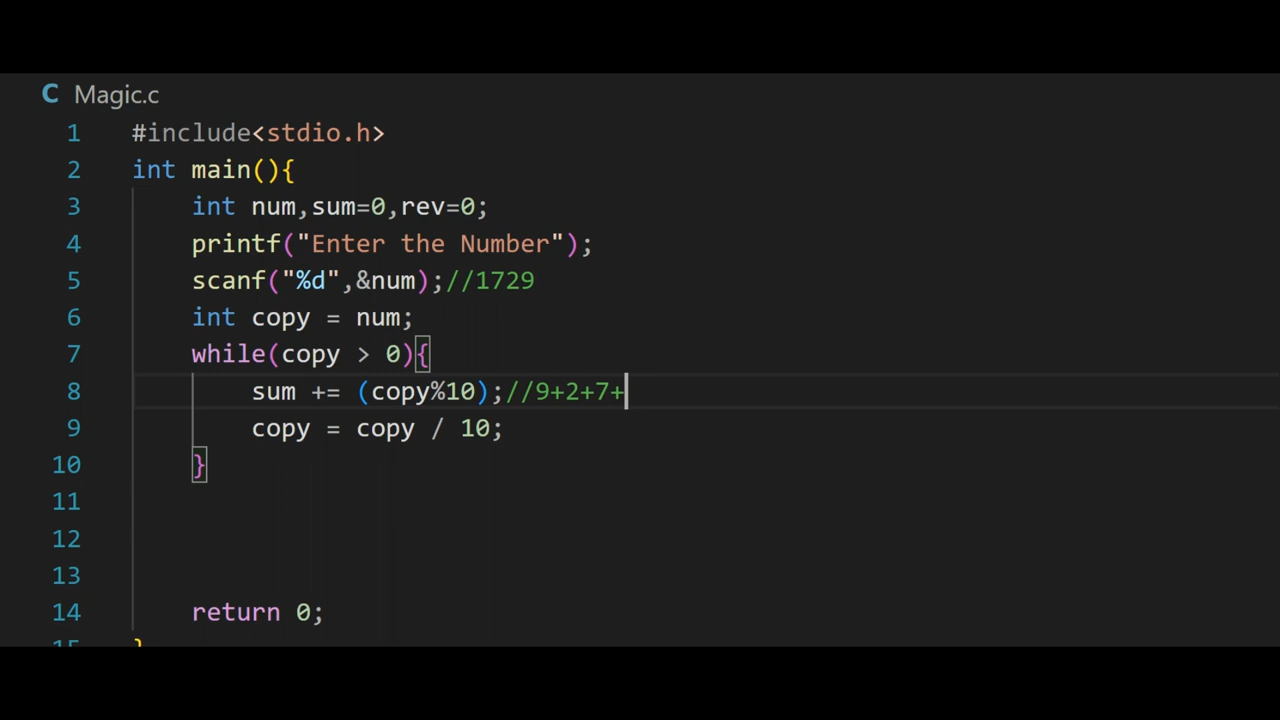 C Magic.c
1 #include<stdio.h>
2 int main(){
3 int num,sum=0,rev=0;
4 printf("Enter the Number");
5 scanf("%d",&num);//1729
6 int copy = num;
7 while(copy > 0){
8 sum += (copy%10);//9+2+7+
9 copy = copy / 10;
10 }
11
12
13
14 return 0;
15 }